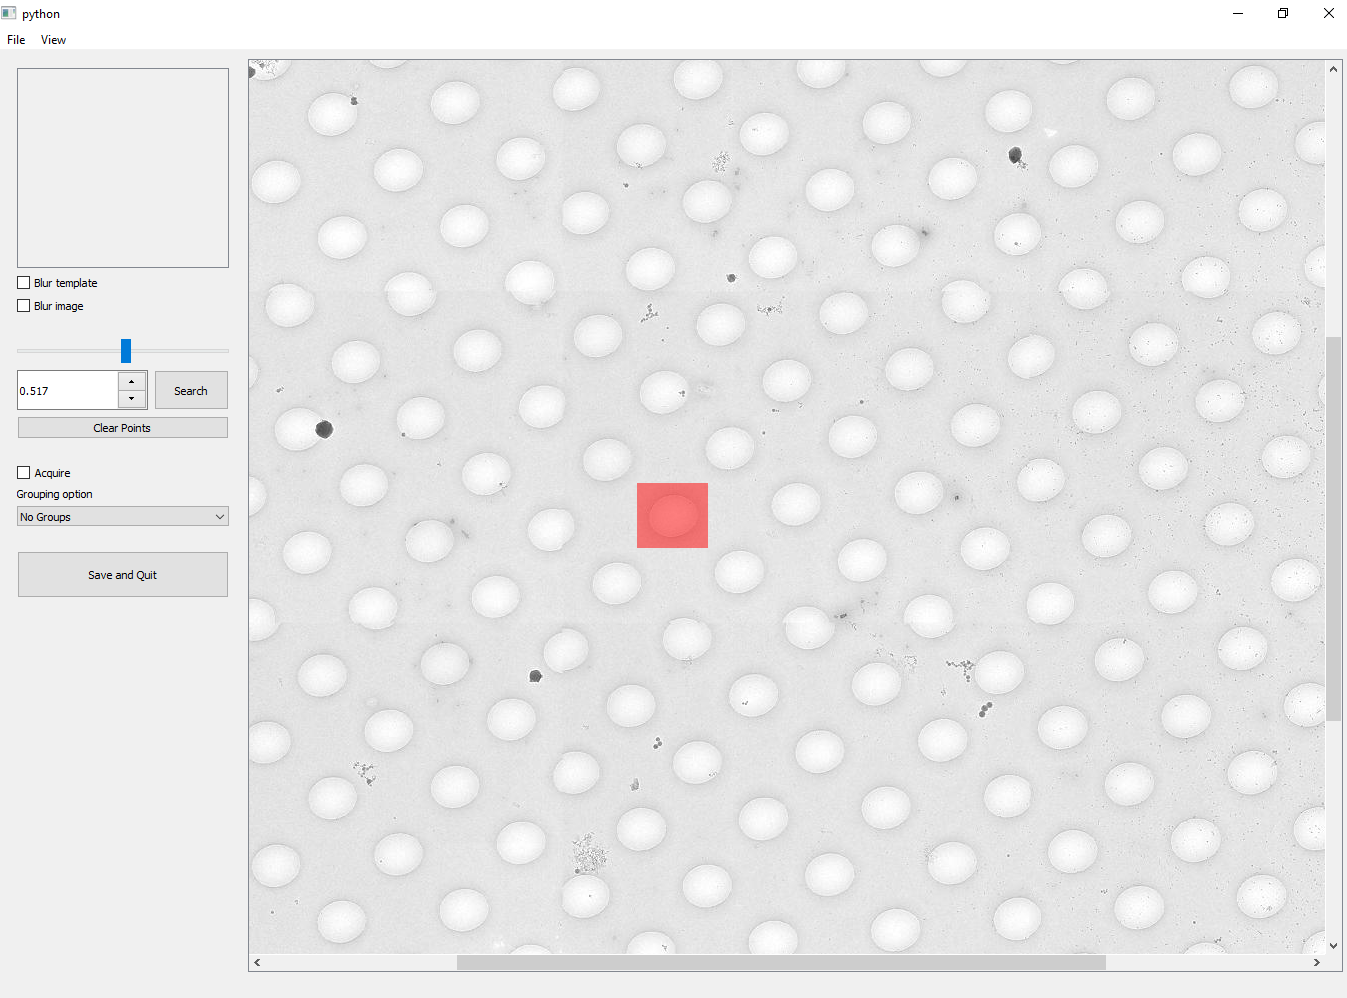 python
File View
Blur template
Blur image
0.517
Search
Clear Points
Acquire
Grouping option
No Groups
Save and Quit